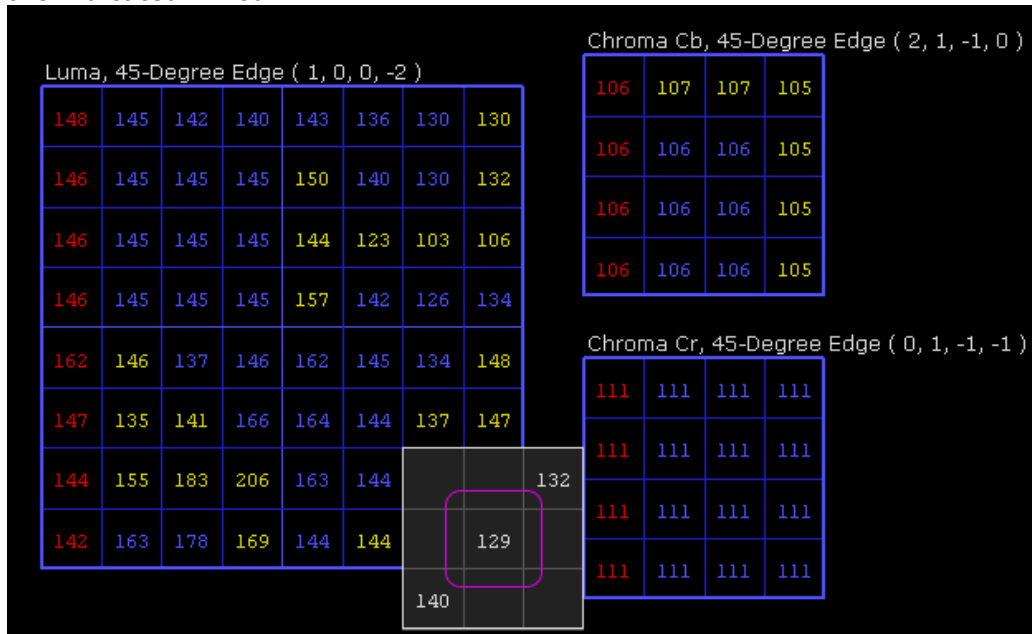 Chroma Cb, 45-Degree Edge ( 2, 1, -1, 0 )
Luma, 45-Degree Edge ( 1, 0, 0, -2 )
106 107 107 105
106 106 106 105
106 106 106 105
106 106 106 105
148 145 142 140 143 136 130 130
146 145 145 145 150 140 130 132
146 145 145 145 144 123 103 106
146 145 145 145 157 142 126 134
162 146 137 146 162 145 134 148
147 135 141 166 164 144 137 147
144 155 183 206 163 144
142 163 178 169 144 144
132
129
140
Chroma Cr, 45-Degree Edge ( 0, 1, -1, -1 )
111 111 111 111
111 111 111 111
111 111 111 111
111 111 111 111